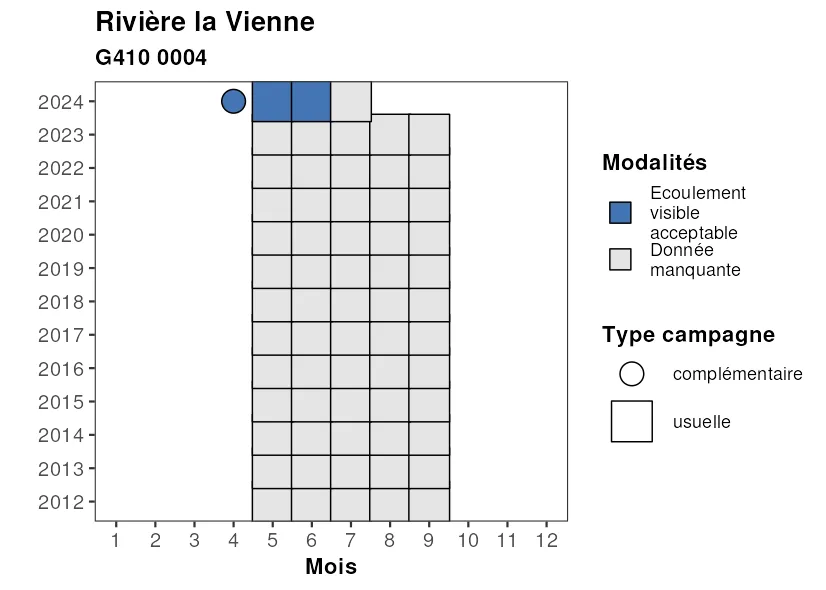 Rivière la Vienne
G410 0004
2024
2023
2022
2021
2020
2019
2018
2017
2016
2015
2014
2013
2012
1 2 3 4 5 6 7 8 9 10 11 12
Mois
Modalités
Ecoulement
visible
acceptable
Donnée
manquante
Type campagne
complémentaire
usuelle